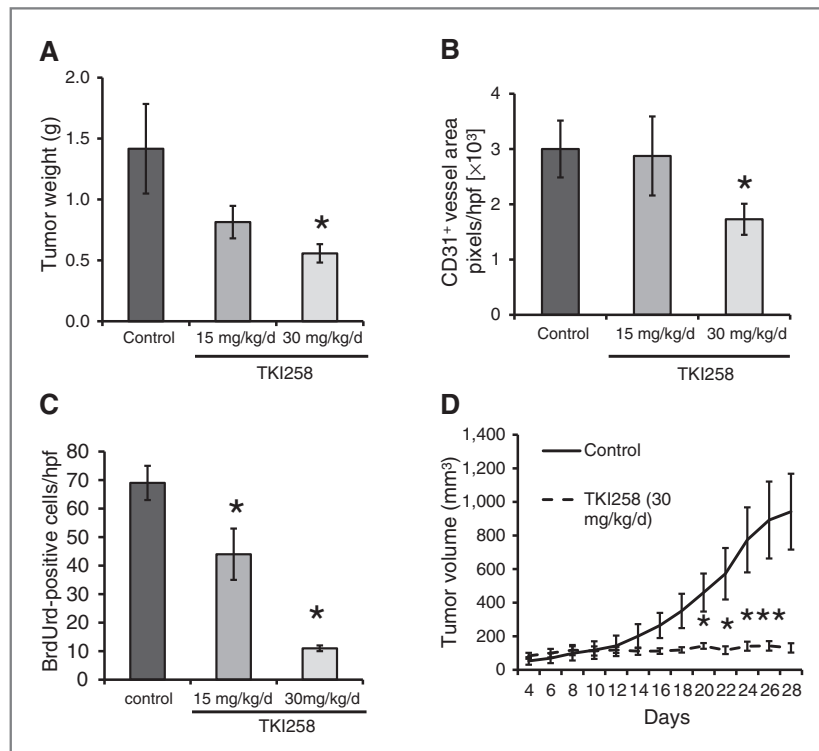 A
Tumor weight (g)
2.0
1.5
1.0
0.5
0.0
*
Control 15 mg/kg/d 30 mg/kg/d
TKI258
B
CD31⁺ vessel area
pixels/hpf [×10³]
4
3
2
1
0
*
Control 15 mg/kg/d 30 mg/kg/d
TKI258
C
BrdUrd-positive cells/hpf
80
70
60
50
40
30
20
10
0
*
*
control 15 mg/kg/d 30mg/kg/d
TKI258
D
Tumor volume (mm³)
1,400
1,200
1,000
800
600
400
200
0
Control
TKI258 (30
mg/kg/d)
* * * * *
4 6 8 10 12 14 16 18 20 22 24 26 28
Days